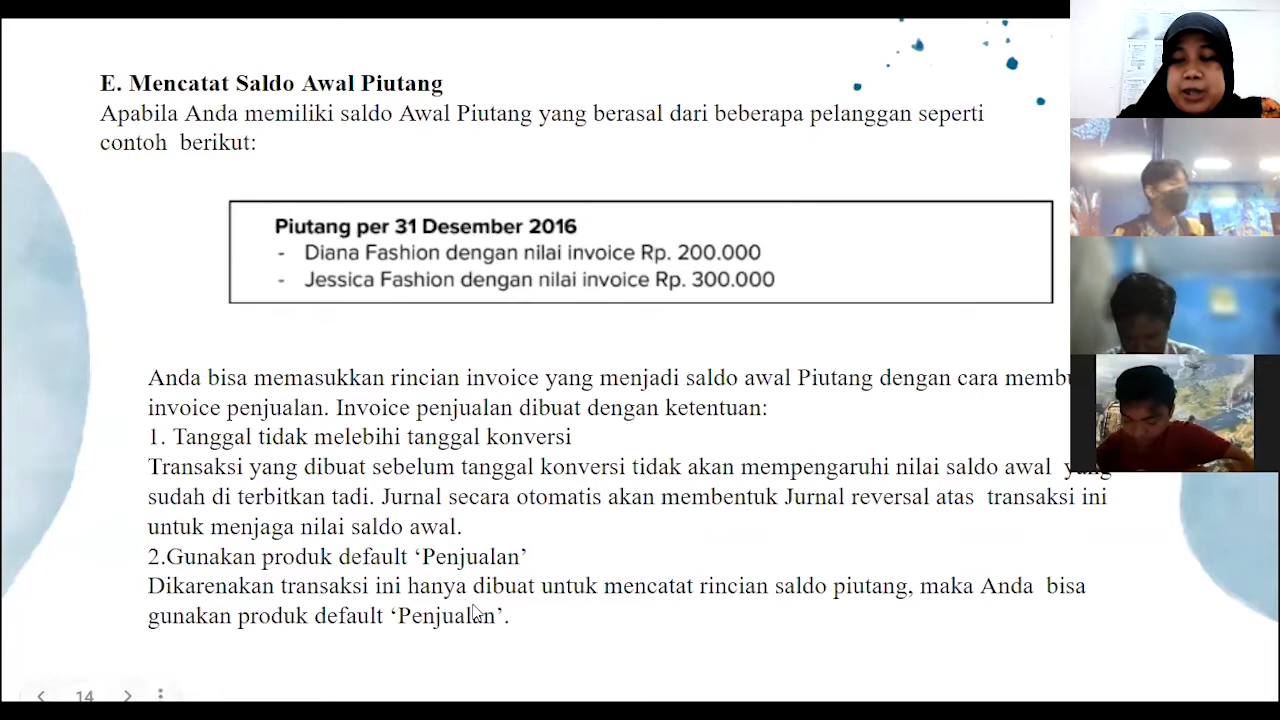 E. Mencatat Saldo Awal Piutang
Apabila Anda memiliki saldo Awal Piutang yang berasal dari beberapa pelanggan seperti
contoh berikut:
Piutang per 31 Desember 2016
- Diana Fashion dengan nilai invoice Rp. 200.000
- Jessica Fashion dengan nilai invoice Rp. 300.000
Anda bisa memasukkan rincian invoice yang menjadi saldo awal Piutang dengan cara
invoice penjualan. Invoice penjualan dibuat dengan ketentuan:
1. Tanggal tidak melebihi tanggal konversi
Transaksi yang dibuat sebelum tanggal konversi tidak akan mempengaruhi nilai saldo awal
sudah di terbitkan tadi. Jurnal secara otomatis akan membentuk Jurnal reversal atas transaksi ini
untuk menjaga nilai saldo awal.
2.Gunakan produk default ‘Penjualan’
Dikarenakan transaksi ini hanya dibuat untuk mencatat rincian saldo piutang, maka Anda bisa
gunakan produk default ‘Penjualan’.
14